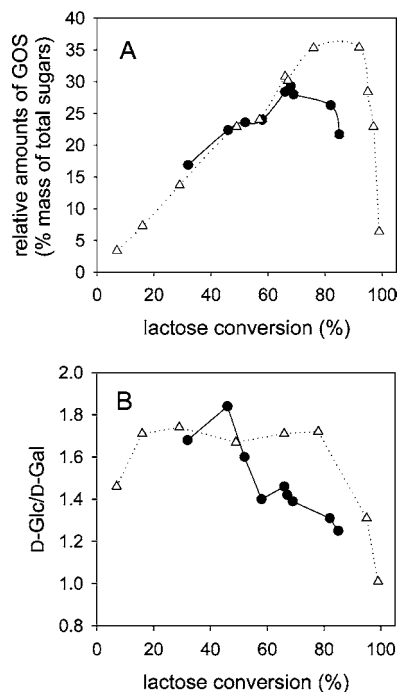 A
relative amounts of GOS
(% mass of total sugars)
40
35
30
25
20
15
10
5
0
0 20 40 60 80 100
lactose conversion (%)
B
D-Glc/D-Gal
2.0
1.8
1.6
1.4
1.2
1.0
0.8
0 20 40 60 80 100
lactose conversion (%)